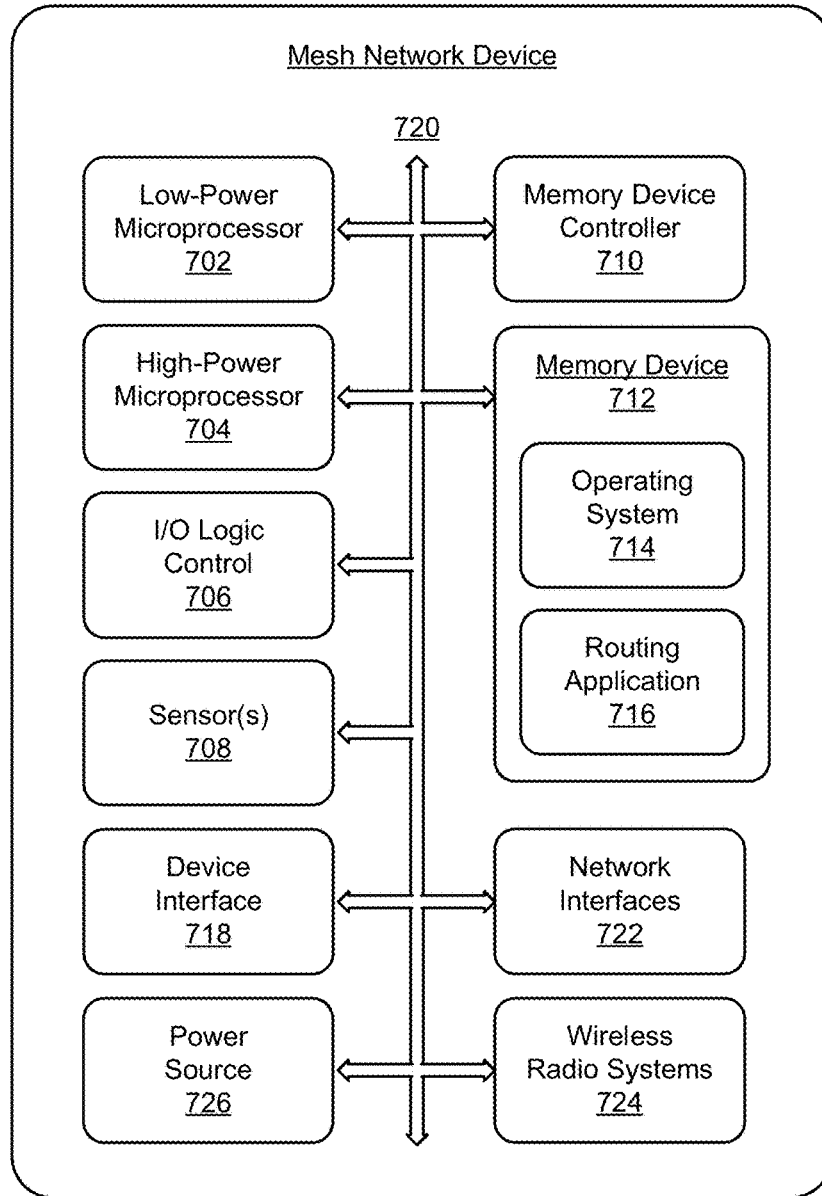 Mesh Network Device
720
Low-Power
Microprocessor
702
Memory Device
Controller
710
High-Power
Microprocessor
704
Memory Device
712
Operating
System
714
I/O Logic
Control
706
Routing
Application
716
Sensor(s)
708
Device
Interface
718
Network
Interfaces
722
Power
Source
726
Wireless
Radio Systems
724